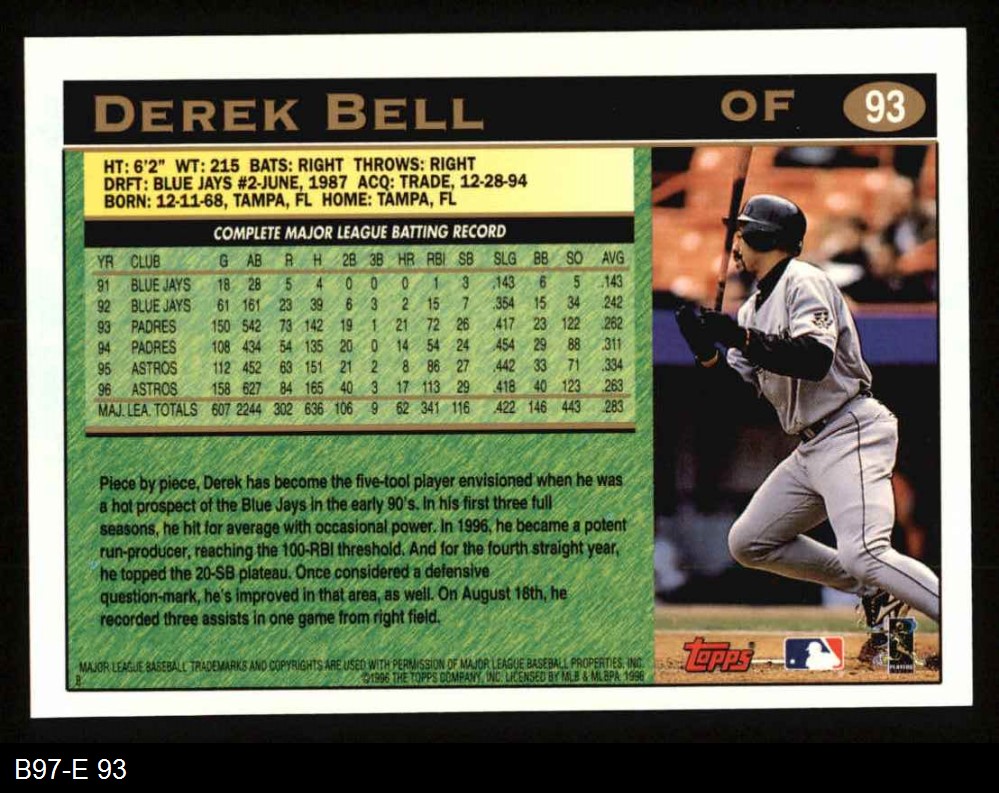 DEREK BELL OF 93
HT: 6'2" WT: 215 BATS: RIGHT THROWS: RIGHT
DRFT: BLUE JAYS #2-JUNE, 1987 ACQ: TRADE, 12-28-94
BORN: 12-11-68, TAMPA, FL HOME: TAMPA, FL
COMPLETE MAJOR LEAGUE BATTING RECORD
YR CLUB G AB R H 2B 3B HR RBI SB SLG BB SO AVG
91 BLUE JAYS 18 28 5 4 0 0 0 1 3 .143 6 5 .143
92 BLUE JAYS 61 161 23 39 6 3 2 15 7 .354 15 34 .242
93 PADRES 150 542 73 142 19 1 21 72 26 .417 23 122 .262
94 PADRES 108 434 54 135 20 0 14 54 24 .454 29 88 .311
95 ASTROS 112 452 63 151 21 2 8 86 27 .442 33 71 .334
96 ASTROS 158 627 84 165 40 3 17 113 29 .418 40 123 .263
MAJ. LEA. TOTALS 607 2244 302 636 106 9 62 341 116 .422 146 443 .283
Piece by piece, Derek has become the five-tool player envisioned when he was
a hot prospect of the Blue Jays in the early 90's. In his first three full
seasons, he hit for average with occasional power. In 1996, he became a potent
run-producer, reaching the 100-RBI threshold. And for the fourth straight year,
he topped the 20-SB plateau. Once considered a defensive
question-mark, he's improved in that area, as well. On August 16th, he
recorded three assists in one game from right field.
MAJOR LEAGUE BASEBALL TRADEMARKS AND COPYRIGHTS ARE USED WITH PERMISSION OF MAJOR LEAGUE BASEBALL PROPERTIES, INC.
8 ©1996 THE TOPPS COMPANY, INC. LICENSED BY MLB & MLBPA 1996
Topps
PLAYERS
B97-E 93